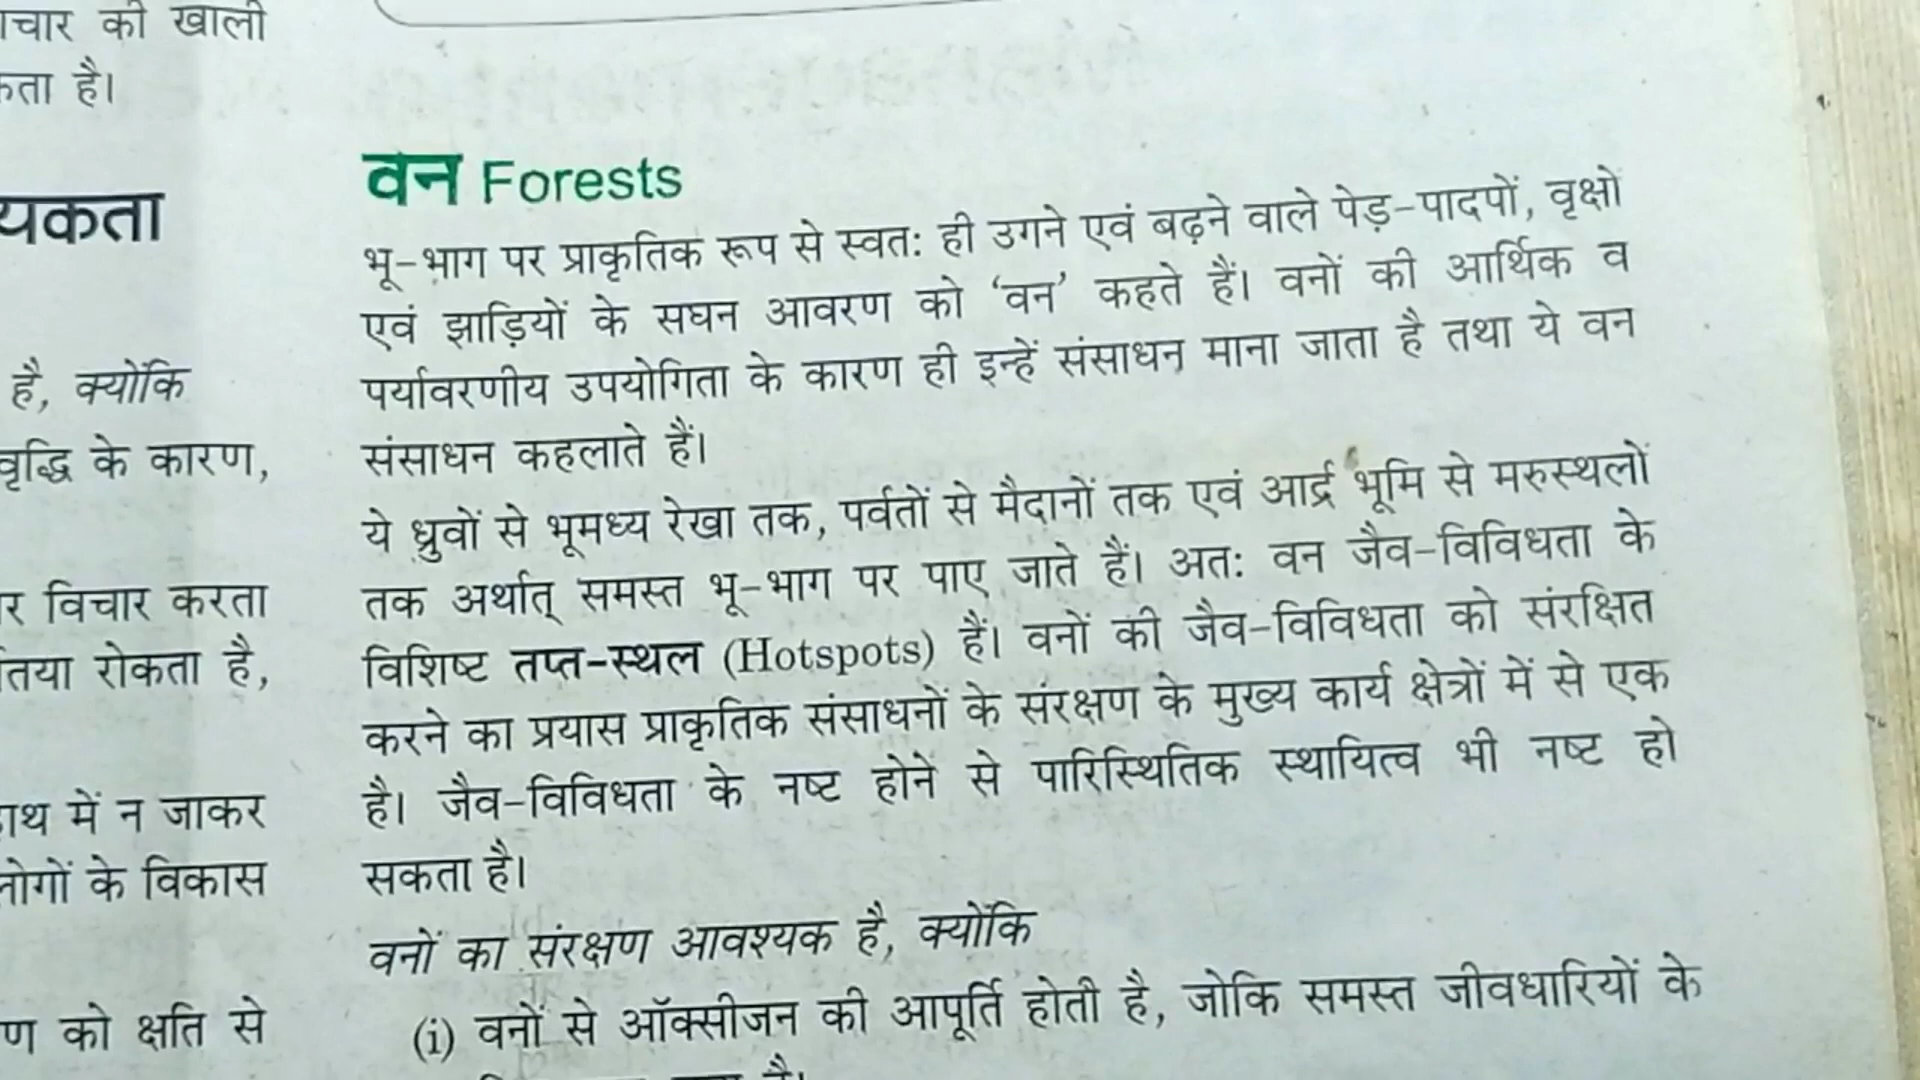 चार की खाली
कता है।
यकता
है, क्योंकि
वृद्धि के कारण,
र विचार करता
रोकता है,
में न जाकर
लोगों के विकास
ण को क्षति से
वन Forests
भू-भाग पर प्राकृतिक रूप से स्वतः ही उगने एवं बढ़ने वाले पेड़-पादपों, वृक्षों
एवं झाड़ियों के सघन आवरण को ‘वन’ कहते हैं। वनों की आर्थिक व
पर्यावरणीय उपयोगिता के कारण ही इन्हें संसाधन माना जाता है तथा ये वन
संसाधन कहलाते हैं।
ये ध्रुवों से भूमध्य रेखा तक, पर्वतों से मैदानों तक एवं आर्द्र भूमि से मरुस्थलों
तक अर्थात् समस्त भू-भाग पर पाए जाते हैं। अतः वन जैव-विविधता के
विशिष्ट तप्त-स्थल (Hotspots) हैं। वनों की जैव-विविधता को संरक्षित
करने का प्रयास प्राकृतिक संसाधनों के संरक्षण के मुख्य कार्य क्षेत्रों में से एक
है। जैव-विविधता के नष्ट होने से पारिस्थितिक स्थायित्व भी नष्ट हो
सकता है।
वनों का संरक्षण आवश्यक है, क्योंकि
(i) वनों से ऑक्सीजन की आपूर्ति होती है, जोकि समस्त जीवधारियों के